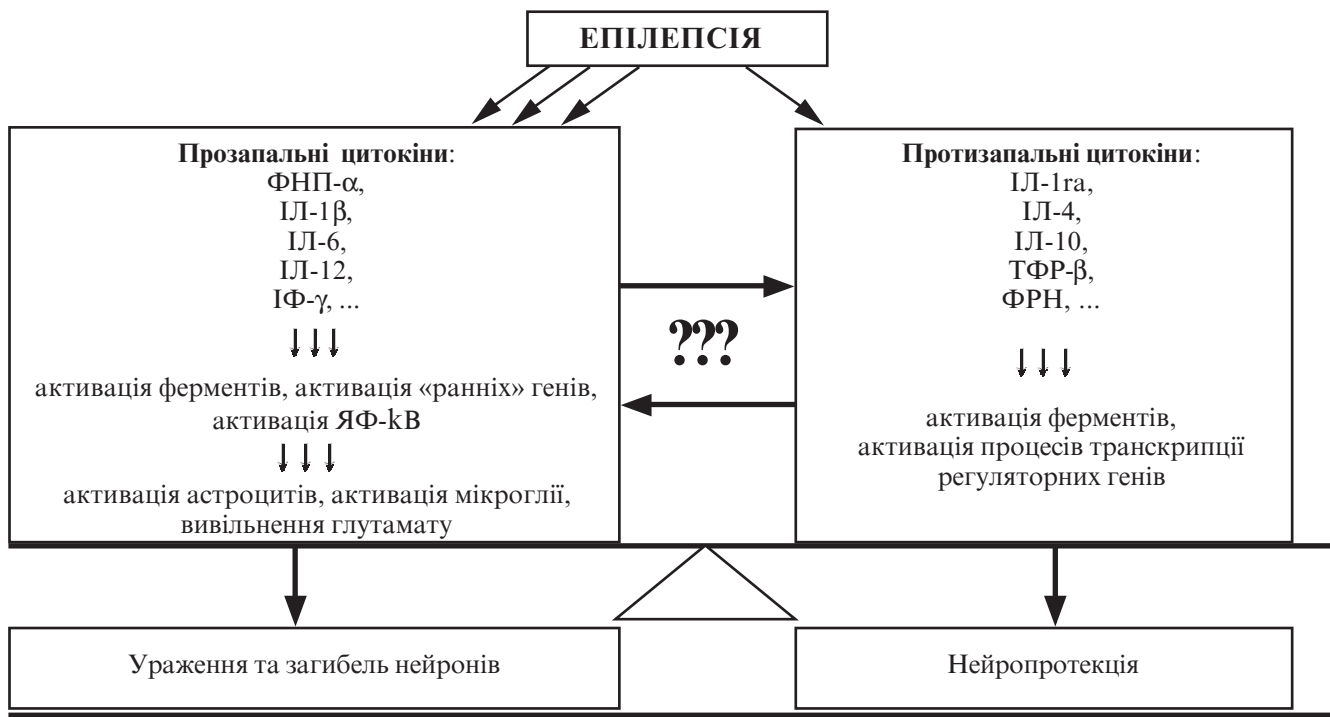 ЕПІЛЕПСІЯ
Прозапальні цитокіни:
ФНП-α,
ІЛ-1β,
ІЛ-6,
ІЛ-12,
ІФ-γ, ...
активація ферментів, активація «ранніх» генів,
активація ЯФ-kB
активація астроцитів, активація мікроглії,
вивільнення глутамату
???
Протизапальні цитокіни:
ІЛ-1ra,
ІЛ-4,
ІЛ-10,
ТФР-β,
ФРН, ...
активація ферментів,
активація процесів транскрипції
регуляторних генів
Ураження та загибель нейронів
Нейропротекція